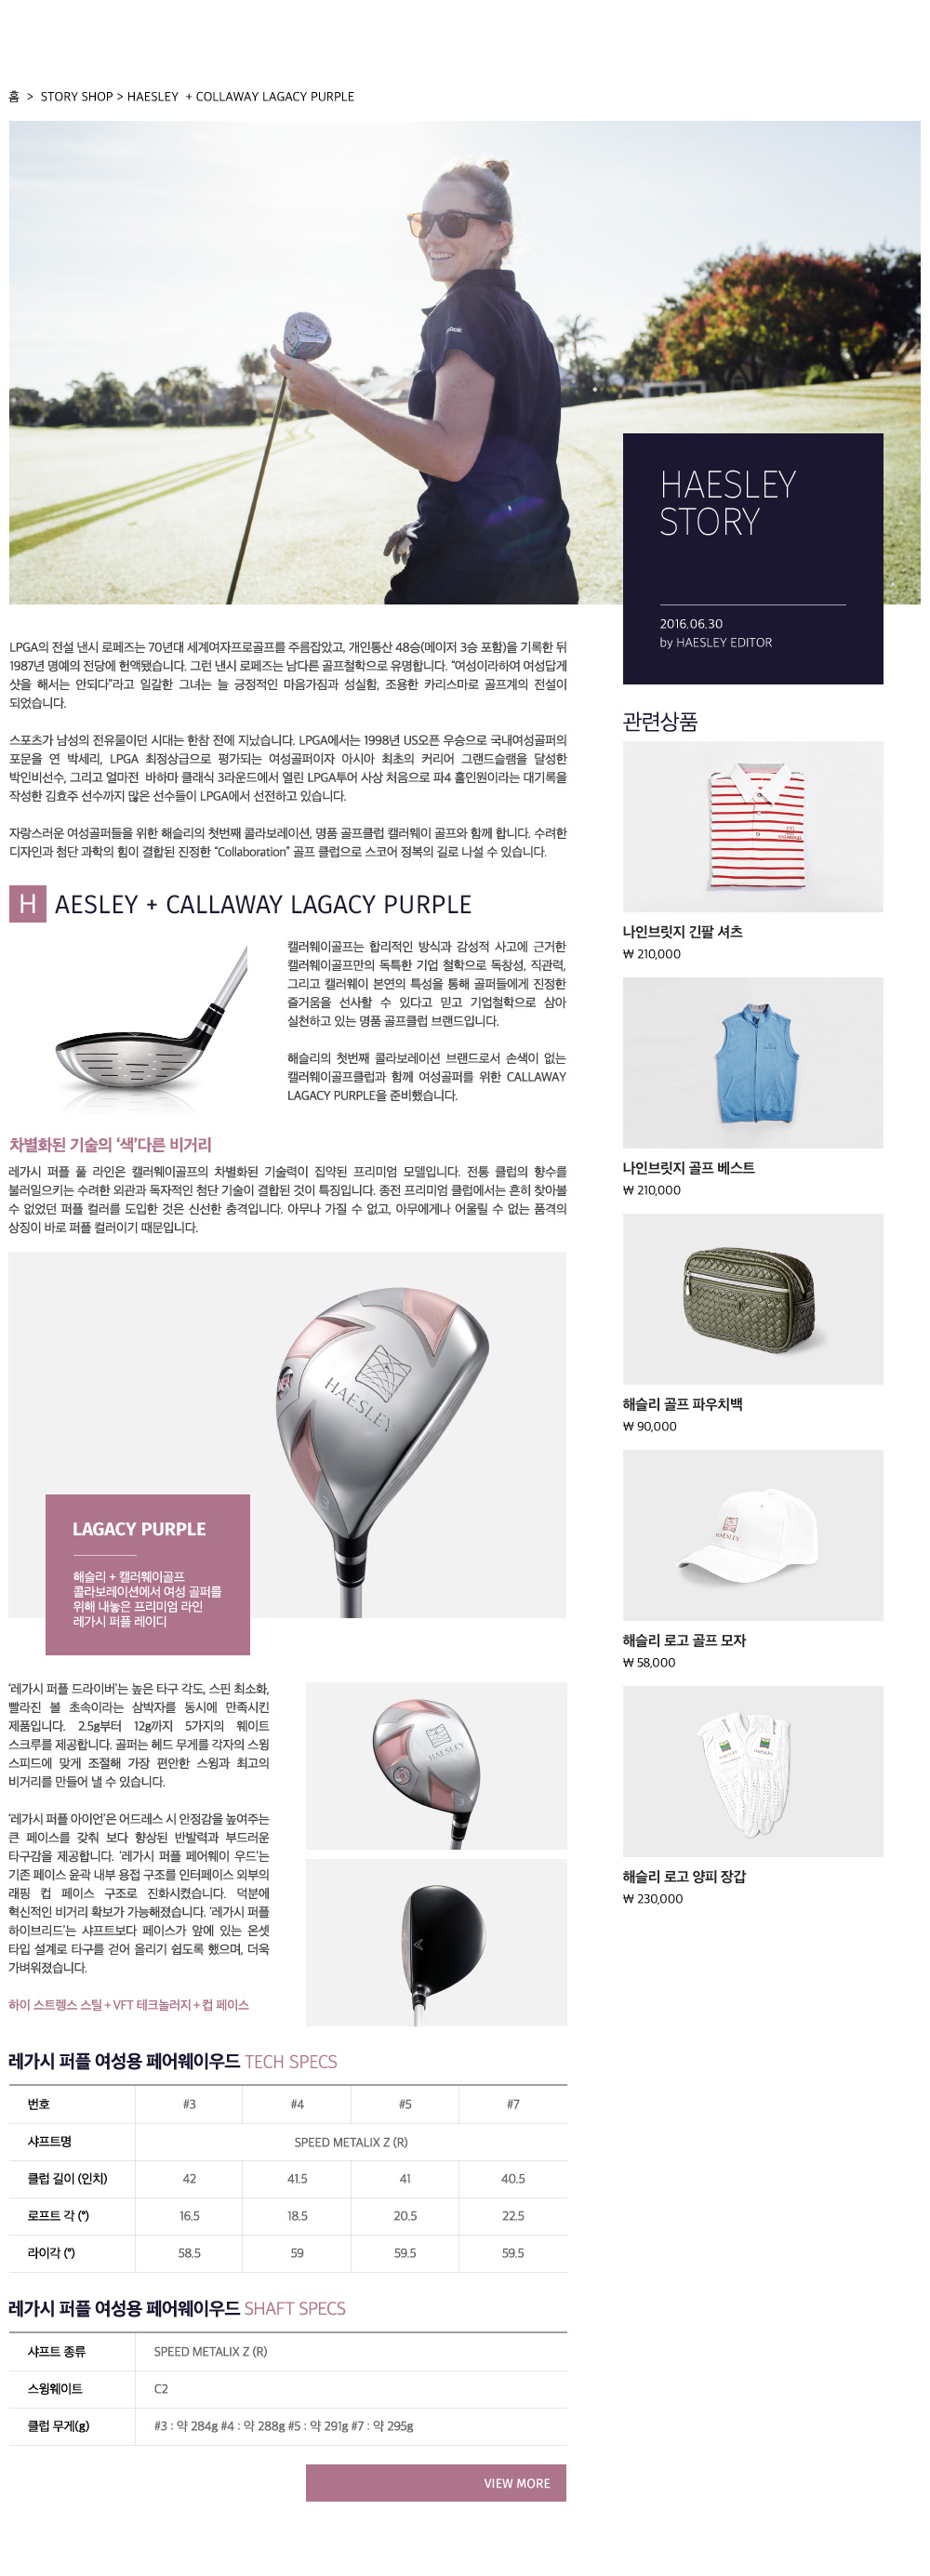 홈 > STORY SHOP > HAESLEY + COLLAWAY LAGACY PURPLE
HAESLEY
STORY
2016.06.30
by HAESLEY EDITOR
LPGA의 전설 낸시 로페즈는 70년대 세계여자프로골프를 주름잡았고, 개인통산 48승(메이저 3승 포함)을 기록한 뒤
1987년 명예의 전당에 헌액됐습니다. 그런 낸시 로페즈는 남다른 골프철학으로 유명합니다. “여성이라하여 여성답게
샷을 해서는 안되다”라고 일갈한 그녀는 늘 긍정적인 마음가짐과 성실함, 조용한 카리스마로 골프계의 전설이
되었습니다.
스포츠가 남성의 전유물이던 시대는 한참 전에 지났습니다. LPGA에서는 1998년 US오픈 우승으로 국내여성골퍼의
포문을 연 박세리, LPGA 최정상급으로 평가되는 여성골퍼이자 아시아 최초의 커리어 그랜드슬램을 달성한
박인비선수, 그리고 얼마전 바하마 클래식 3라운드에서 열린 LPGA투어 사상 처음으로 파4 홀인원이라는 대기록을
작성한 김효주 선수까지 많은 선수들이 LPGA에서 선전하고 있습니다.
자랑스러운 여성골퍼들을 위한 해슬리의 첫번째 콜라보레이션, 명품 골프클럽 캘러웨이 골프와 함께 합니다. 수려한
디자인과 첨단 과학의 힘이 결합된 진정한 “Collaboration” 골프 클럽으로 스코어 정복의 길로 나설 수 있습니다.
H AESLEY + CALLAWAY LAGACY PURPLE
캘러웨이골프는 합리적인 방식과 감성적 사고에 근거한
캘러웨이골프만의 독특한 기업 철학으로 독창성, 직관력,
그리고 캘러웨이 본연의 특성을 통해 골퍼들에게 진정한
즐거움을 선사할 수 있다고 믿고 기업철학으로 삼아
실천하고 있는 명품 골프클럽 브랜드입니다.
해슬리의 첫번째 콜라보레이션 브랜드로서 손색이 없는
캘러웨이골프클럽과 함께 여성골퍼를 위한 CALLAWAY
LAGACY PURPLE을 준비했습니다.
차별화된 기술의 ‘색’다른 비거리
레가시 퍼플 풀 라인은 캘러웨이골프의 차별화된 기술력이 집약된 프리미엄 모델입니다. 전통 클럽의 향수를
불러일으키는 수려한 외관과 독자적인 첨단 기술이 결합된 것이 특징입니다. 종전 프리미엄 클럽에서는 흔히 찾아볼
수 없었던 퍼플 컬러를 도입한 것은 신선한 충격입니다. 아무나 가질 수 없고, 아무에게나 어울릴 수 없는 품격의
상징이 바로 퍼플 컬러이기 때문입니다.
HAESLEY
3
LAGACY PURPLE
해슬리 + 캘러웨이골프
콜라보레이션에서 여성 골퍼를
위해 내놓은 프리미엄 라인
레가시 퍼플 레이디
‘레가시 퍼플 드라이버’는 높은 타구 각도, 스핀 최소화,
빨라진 볼 초속이라는 삼박자를 동시에 만족시킨
제품입니다. 2.5g부터 12g까지 5가지의 웨이트
스크루를 제공합니다. 골퍼는 헤드 무게를 각자의 스윙
스피드에 맞게 조절해 가장 편안한 스윙과 최고의
비거리를 만들어 낼 수 있습니다.
‘레가시 퍼플 아이언’은 어드레스 시 안정감을 높여주는
큰 페이스를 갖춰 보다 향상된 반발력과 부드러운
타구감을 제공합니다. ‘레가시 퍼플 페어웨이 우드’는
기존 페이스 윤곽 내부 용접 구조를 인터페이스 외부의
래핑 컵 페이스 구조로 진화시켰습니다. 덕분에
혁신적인 비거리 확보가 가능해졌습니다. ‘레가시 퍼플
하이브리드’는 샤프트보다 페이스가 앞에 있는 온셋
타입 설계로 타구를 걷어 올리기 쉽도록 했으며, 더욱
가벼워졌습니다.
하이 스트렝스 스틸 + VFT 테크놀러지 + 컵 페이스
HAESLEY
3
레가시 퍼플 여성용 페어웨이우드 TECH SPECS
번호 #3 #4 #5 #7
샤프트명 SPEED METALIX Z (R)
클럽 길이 (인치) 42 41.5 41 40.5
로프트 각 (°) 16.5 18.5 20.5 22.5
라이각 (°) 58.5 59 59.5 59.5
레가시 퍼플 여성용 페어웨이우드 SHAFT SPECS
샤프트 종류 SPEED METALIX Z (R)
스윙웨이트 C2
클럽 무게(g) #3 : 약 284g #4 : 약 288g #5 : 약 291g #7 : 약 295g
VIEW MORE
관련상품
나인브릿지 긴팔 셔츠
₩ 210,000
나인브릿지 골프 베스트
₩ 210,000
해슬리 골프 파우치백
₩ 90,000
HAESLEY
해슬리 로고 골프 모자
₩ 58,000
HAESLEY
HAESLEY
해슬리 로고 양피 장갑
₩ 230,000